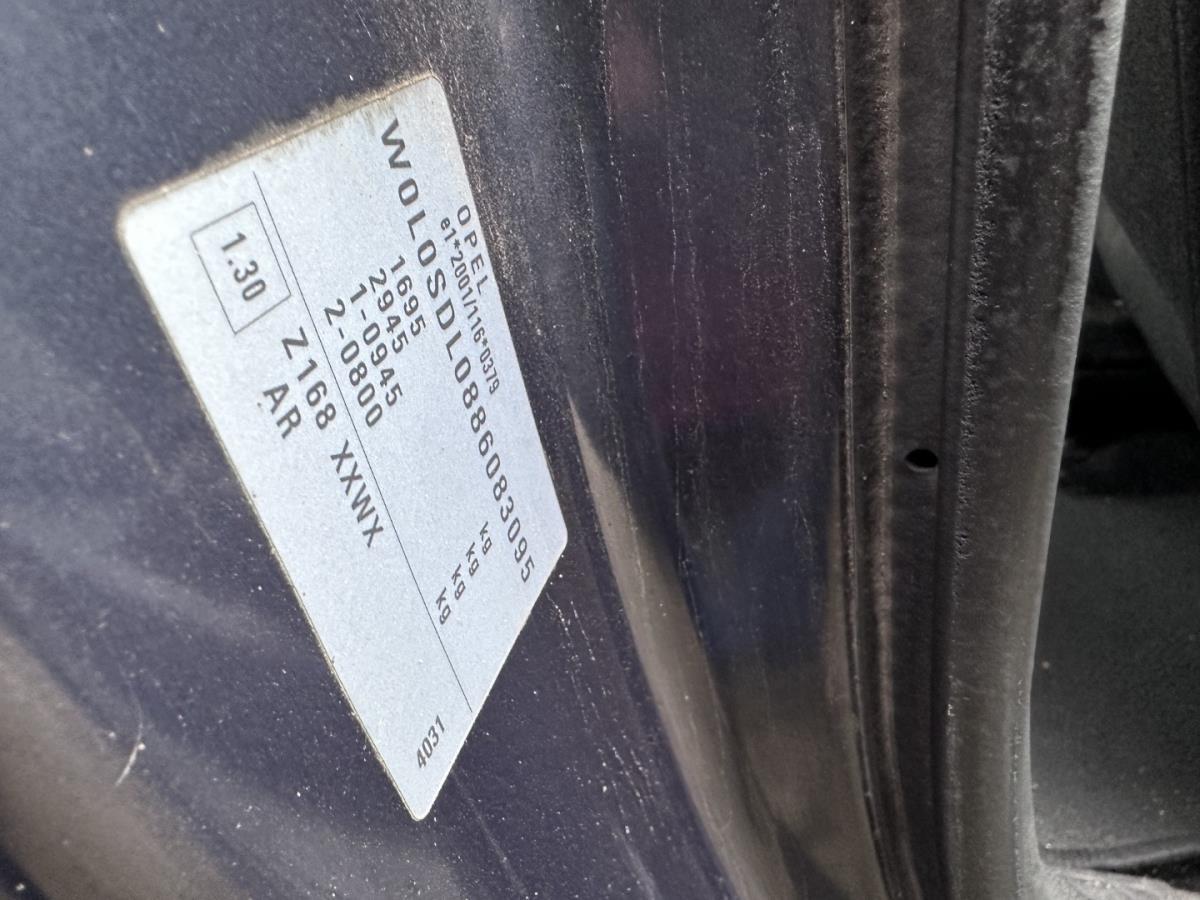 OPEL
e1*2001/116*0379
W0L0SDL0886083095
1695 kg
2945 kg
1-0945 kg
2-0800 kg
1.30 Z168 XXWX
AR
4031